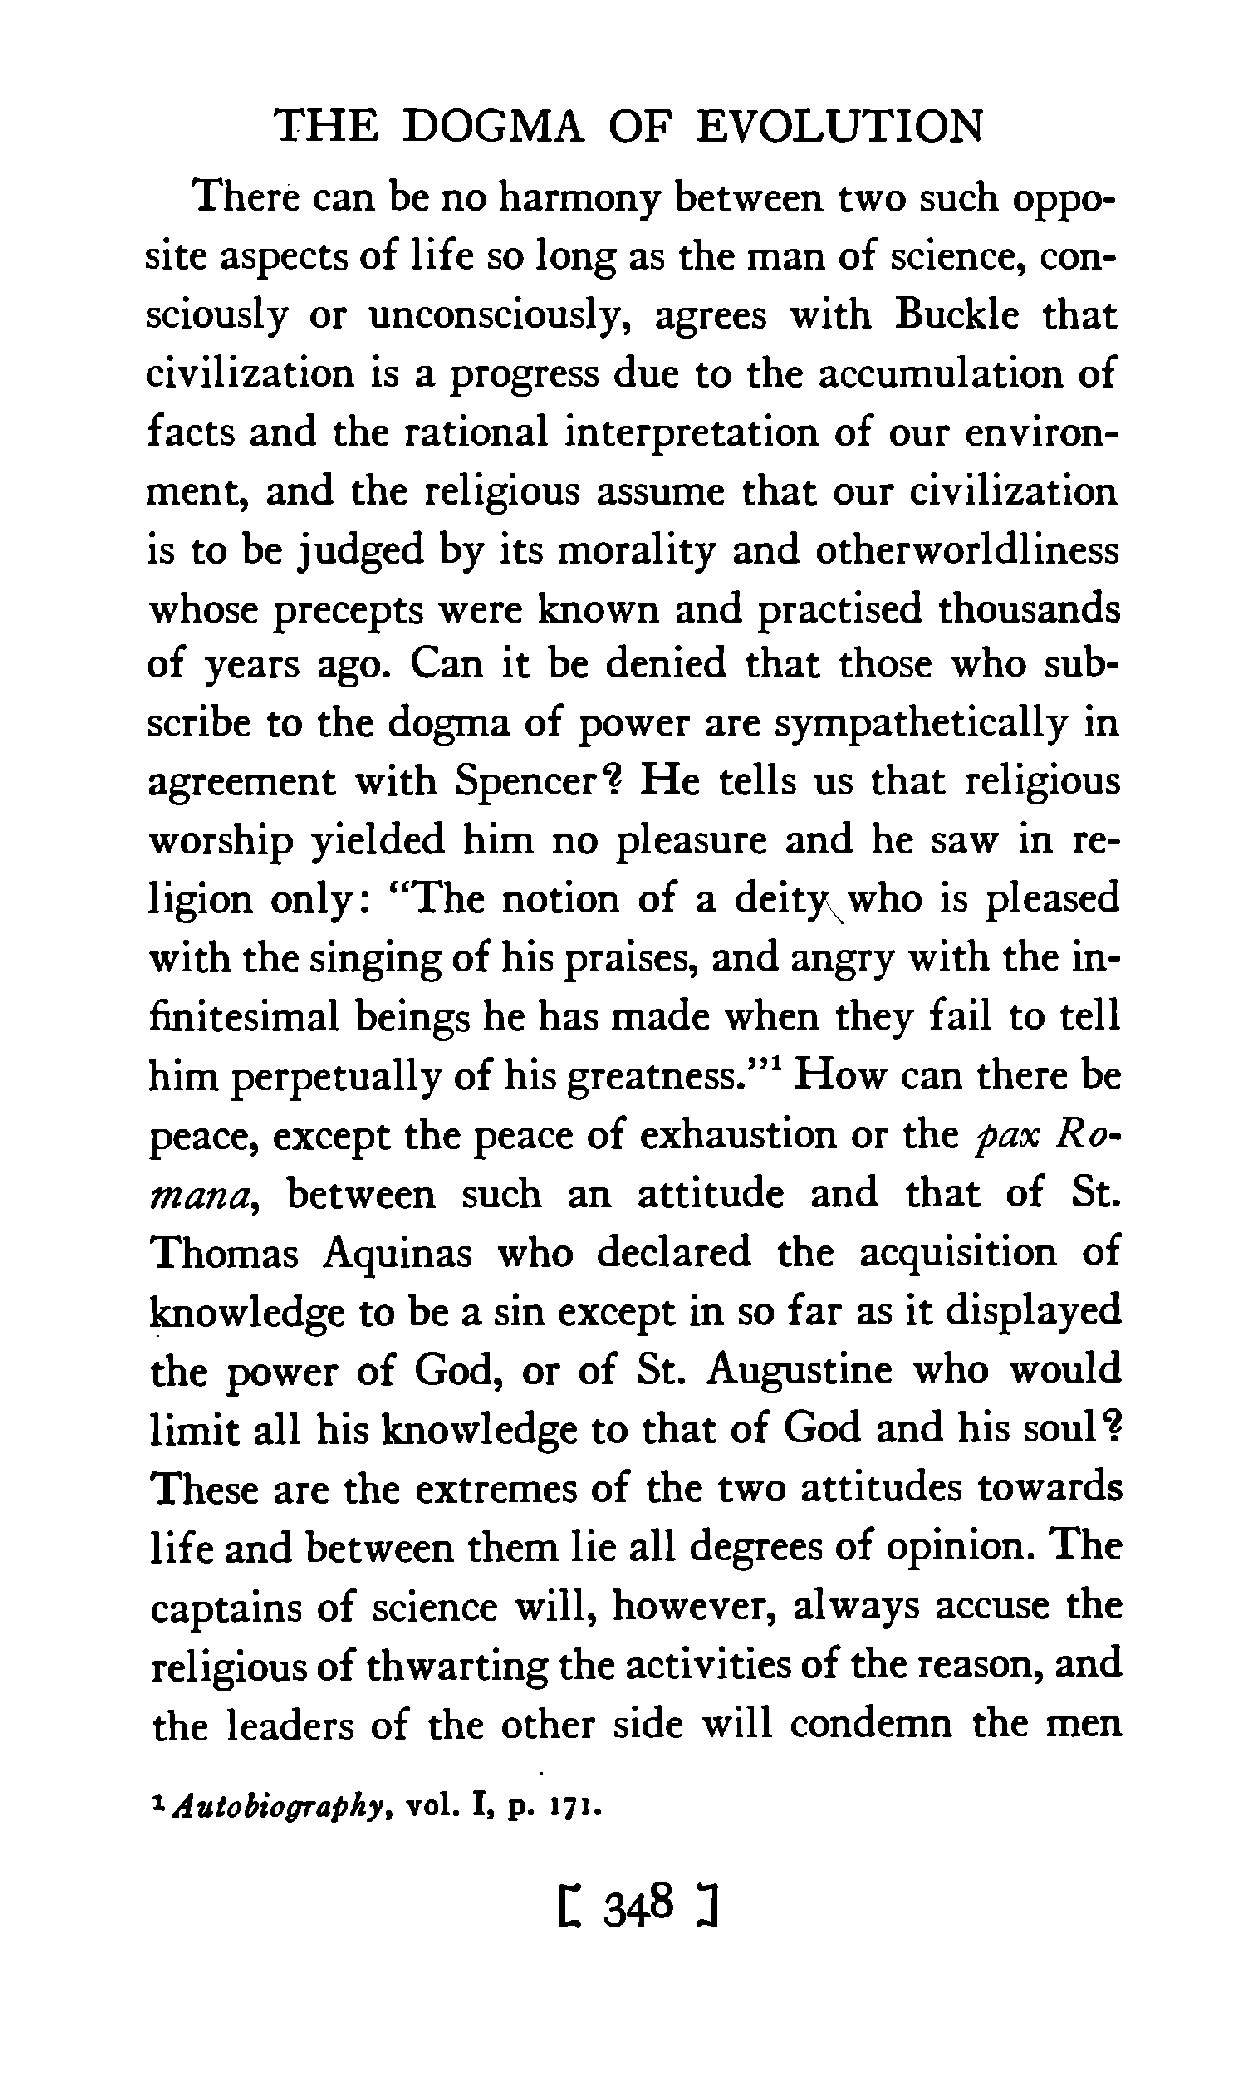 THE DOGMA OF EVOLUTION
There can be no harmony between two such oppo-
site aspects of life so long as the man of science, con-
sciously or unconsciously, agrees with Buckle that
civilization is a progress due to the accumulation of
facts and the rational interpretation of our environ-
ment, and the religious assume that our civilization
is to be judged by its morality and otherworldliness
whose precepts were known and practised thousands
of years ago. Can it be denied that those who sub-
scribe to the dogma of power are sympathetically in
agreement with Spencer? He tells us that religious
worship yielded him no pleasure and he saw in re-
ligion only: "The notion of a deity who is pleased
with the singing of his praises, and angry with the in-
finitesimal beings he has made when they fail to tell
him perpetually of his greatness."¹ How can there be
peace, except the peace of exhaustion or the pax Ro-
mana, between such an attitude and that of St.
Thomas Aquinas who declared the acquisition of
knowledge to be a sin except in so far as it displayed
the power of God, or of St. Augustine who would
limit all his knowledge to that of God and his soul?
These are the extremes of the two attitudes towards
life and between them lie all degrees of opinion. The
captains of science will, however, always accuse the
religious of thwarting the activities of the reason, and
the leaders of the other side will condemn the men
¹ Autobiography, vol. I, p. 171.
[ 348 ]